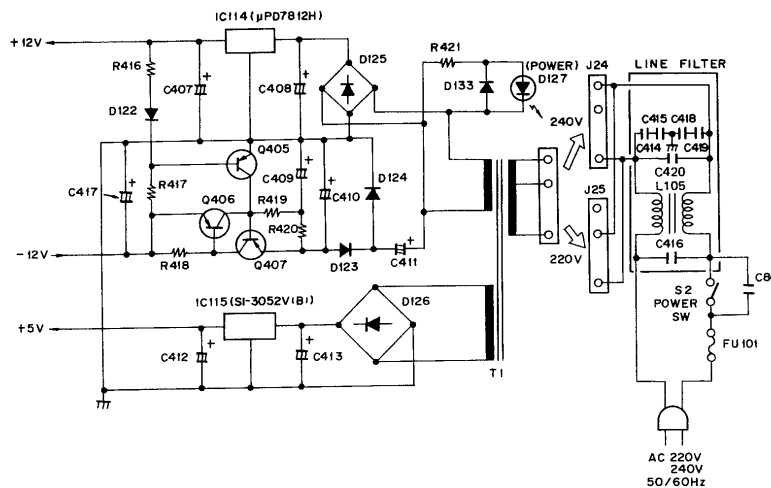 IC114 (µPD7812H)
+12V
R416
C407
C408
D125
R421
(POWER)
D127
D133
J24
LINE FILTER
240V
C415
C418
C414
C419
C420
L105
C416
D122
Q405
C409
C410
D124
C417
R417
Q406
R419
R420
J25
220V
-12V
R418
Q407
D123
C411
S2
POWER
SW
C8
IC115 (SI-3052V(B))
D126
+5V
C412
C413
FU101
T1
AC 220V
240V
50/60Hz